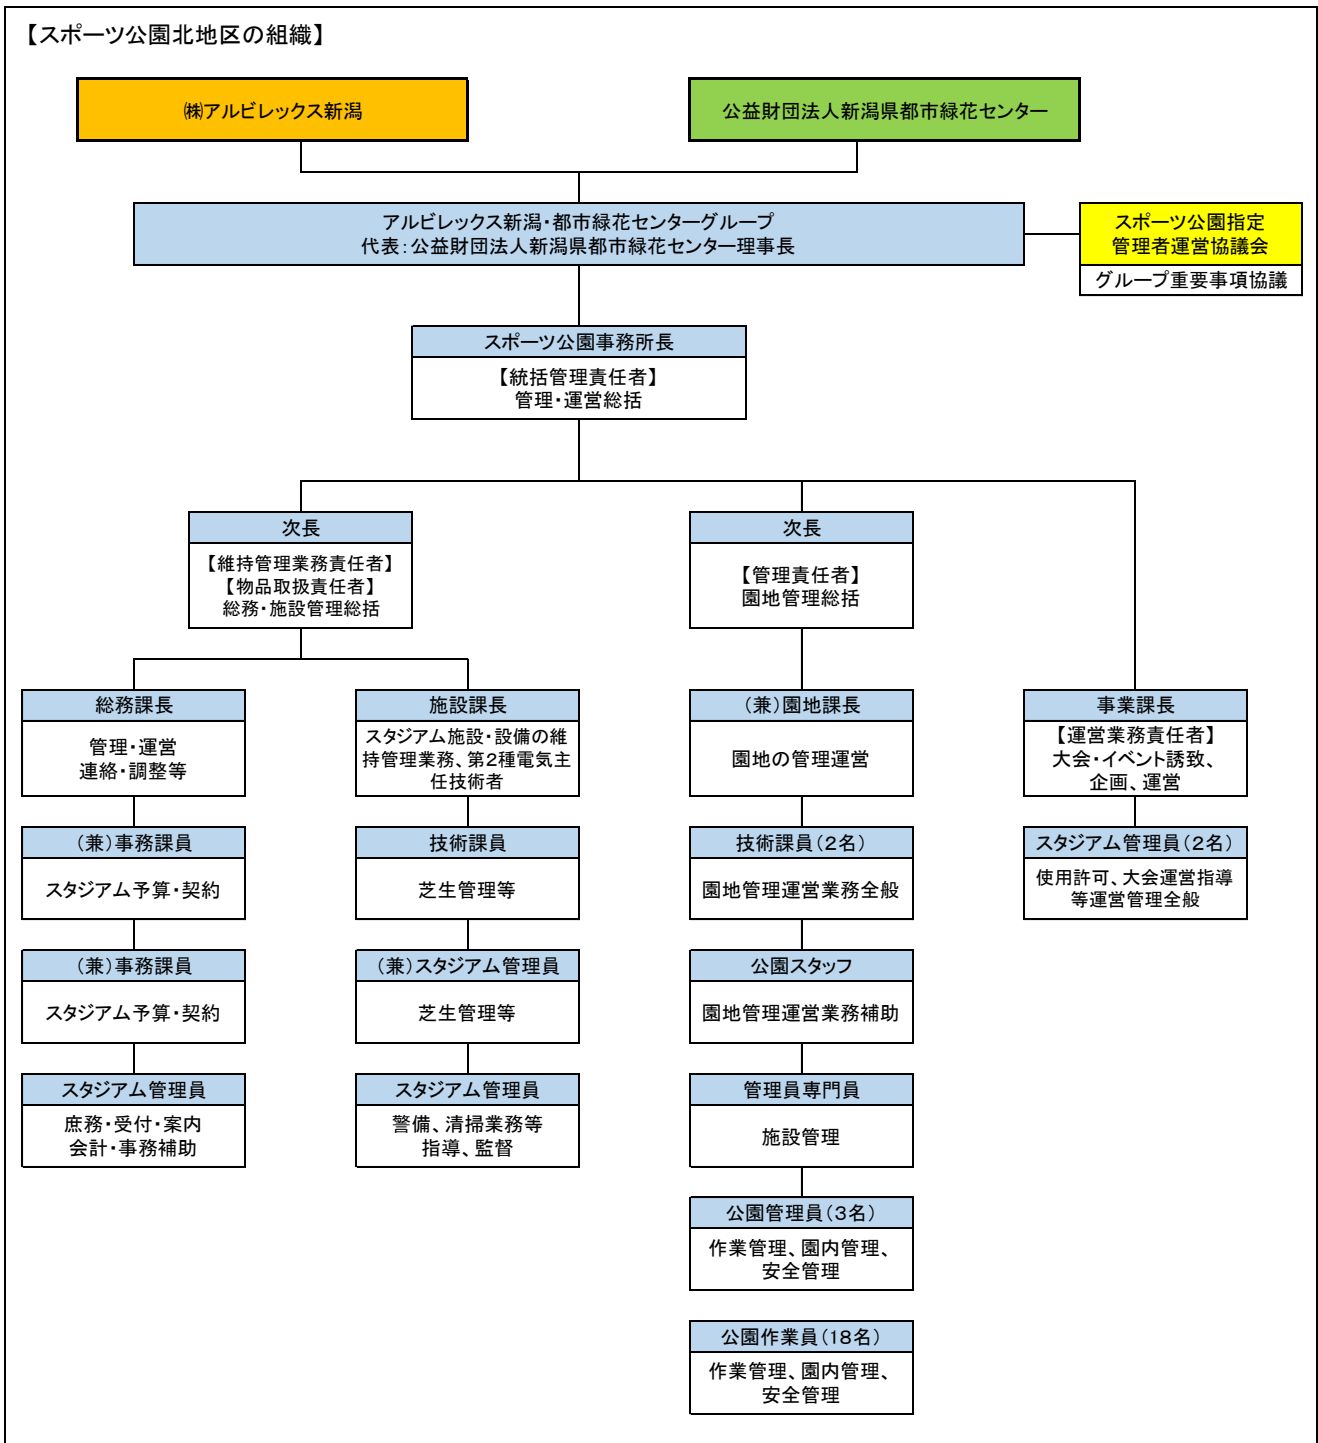 【スポーツ公園北地区の組織】
㈱アルビレックス新潟
公益財団法人新潟県都市緑花センター
アルビレックス新潟・都市緑花センターグループ
代表：公益財団法人新潟県都市緑花センター理事長
スポーツ公園指定
管理者運営協議会
グループ重要事項協議
スポーツ公園事務所長
【統括管理責任者】
管理・運営総括
次長
【維持管理業務責任者】
【物品取扱責任者】
総務・施設管理総括
次長
【管理責任者】
園地管理総括
総務課長
管理・運営
連絡・調整等
施設課長
スタジアム施設・設備の維
持管理業務、第2種電気主
任技術者
（兼）園地課長
園地の管理運営
事業課長
【運営業務責任者】
大会・イベント誘致、
企画、運営
（兼）事務課員
スタジアム予算・契約
技術課員
芝生管理等
技術課員（2名）
園地管理運営業務全般
スタジアム管理員（2名）
使用許可、大会運営指導
等運営管理全般
（兼）事務課員
スタジアム予算・契約
（兼）スタジアム管理員
芝生管理等
公園スタッフ
園地管理運営業務補助
スタジアム管理員
庶務・受付・案内
会計・事務補助
スタジアム管理員
警備、清掃業務等
指導、監督
管理員専門員
施設管理
公園管理員（3名）
作業管理、園内管理、
安全管理
公園作業員（18名）
作業管理、園内管理、
安全管理